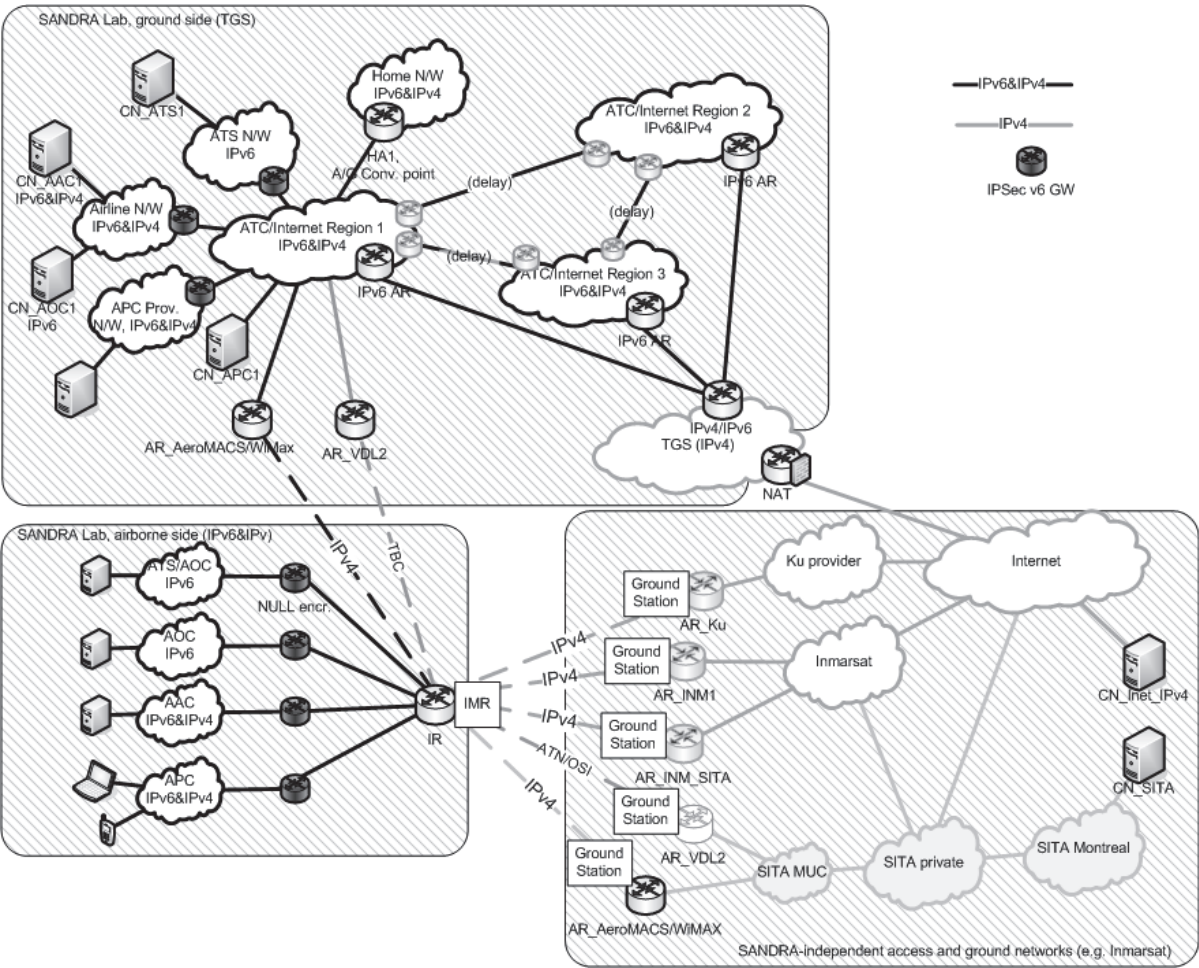 SANDRA Lab, ground side (TGS)
CN_ATS1
Home N/W
IPv6&IPv4
HA1,
A/G Conv. point
ATS N/W
IPv6
CN_AAC1
IPv6&IPv4
Airline N/W
IPv6&IPv4
CN_AOC1
IPv6
APC Prov.
N/W, IPv6&IPv4
CN_APC1
ATC/Internet Region 1
IPv6&IPv4
IPv6 AR
(delay)
(delay)
(delay)
ATC/Internet Region 2
IPv6&IPv4
IPv6 AR
ATC/Internet Region 3
IPv6&IPv4
IPv6 AR
AR_AeroMACS/WiMax
AR_VDL2
IPv4/IPv6
TGS (IPv4)
NAT
IPv6&IPv4
IPv4
IPSec v6 GW
SANDRA Lab, airborne side (IPv6&IPv)
ATS/AOC
IPv6
NULL encr.
AOC
IPv6
AAC
IPv6&IPv4
APC
IPv6&IPv4
IR
IMR
IPv4
TBC
IPv4
IPv4
IPv4
ATN/OSI
IPv4
Ground
Station
AR_Ku
Ground
Station
AR_INM1
Ground
Station
AR_INM_SITA
Ground
Station
AR_VDL2
Ground
Station
AR_AeroMACS/WiMAX
Ku provider
Internet
Inmarsat
CN_Inet_IPv4
CN_SITA
SITA MUC
SITA private
SITA Montreal
SANDRA-independent access and ground networks (e.g. Inmarsat)